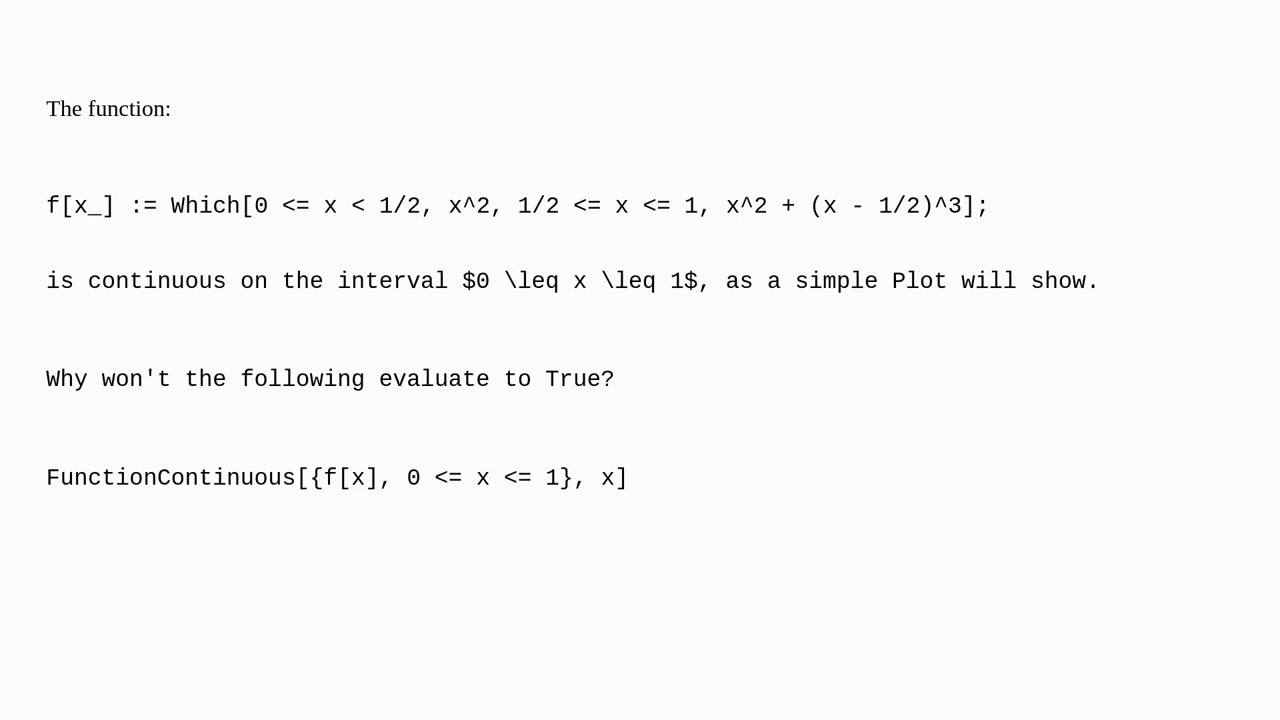 The function:
f[x_] := Which[0 <= x < 1/2, x^2, 1/2 <= x <= 1, x^2 + (x - 1/2)^3];
is continuous on the interval $0 \leq x \leq 1$, as a simple Plot will show.
Why won't the following evaluate to True?
FunctionContinuous[{f[x], 0 <= x <= 1}, x]